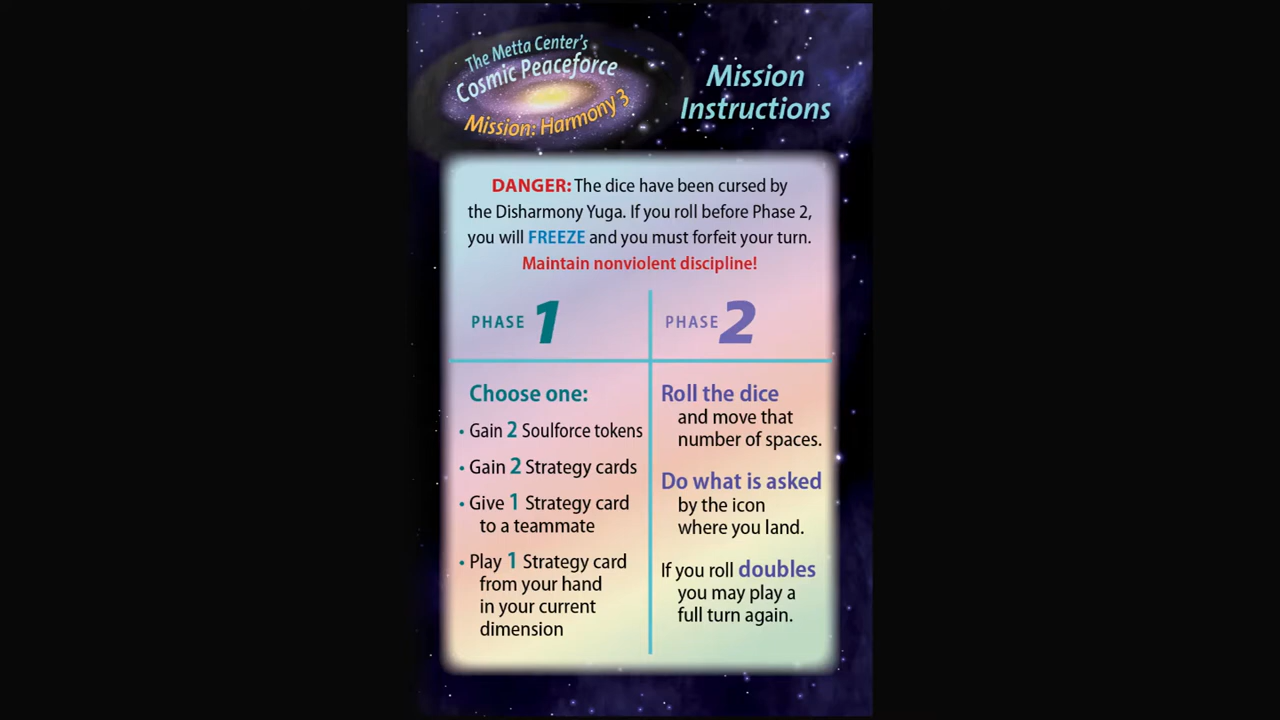 The Metta Center's
Cosmic Peaceforce
Mission: Harmony 3
Mission
Instructions
DANGER: The dice have been cursed by
the Disharmony Yuga. If you roll before Phase 2,
you will FREEZE and you must forfeit your turn.
Maintain nonviolent discipline!
PHASE 1
Choose one:
• Gain 2 Soulforce tokens
• Gain 2 Strategy cards
• Give 1 Strategy card
to a teammate
• Play 1 Strategy card
from your hand
in your current
dimension
PHASE 2
Roll the dice
and move that
number of spaces.
Do what is asked
by the icon
where you land.
If you roll doubles
you may play a
full turn again.